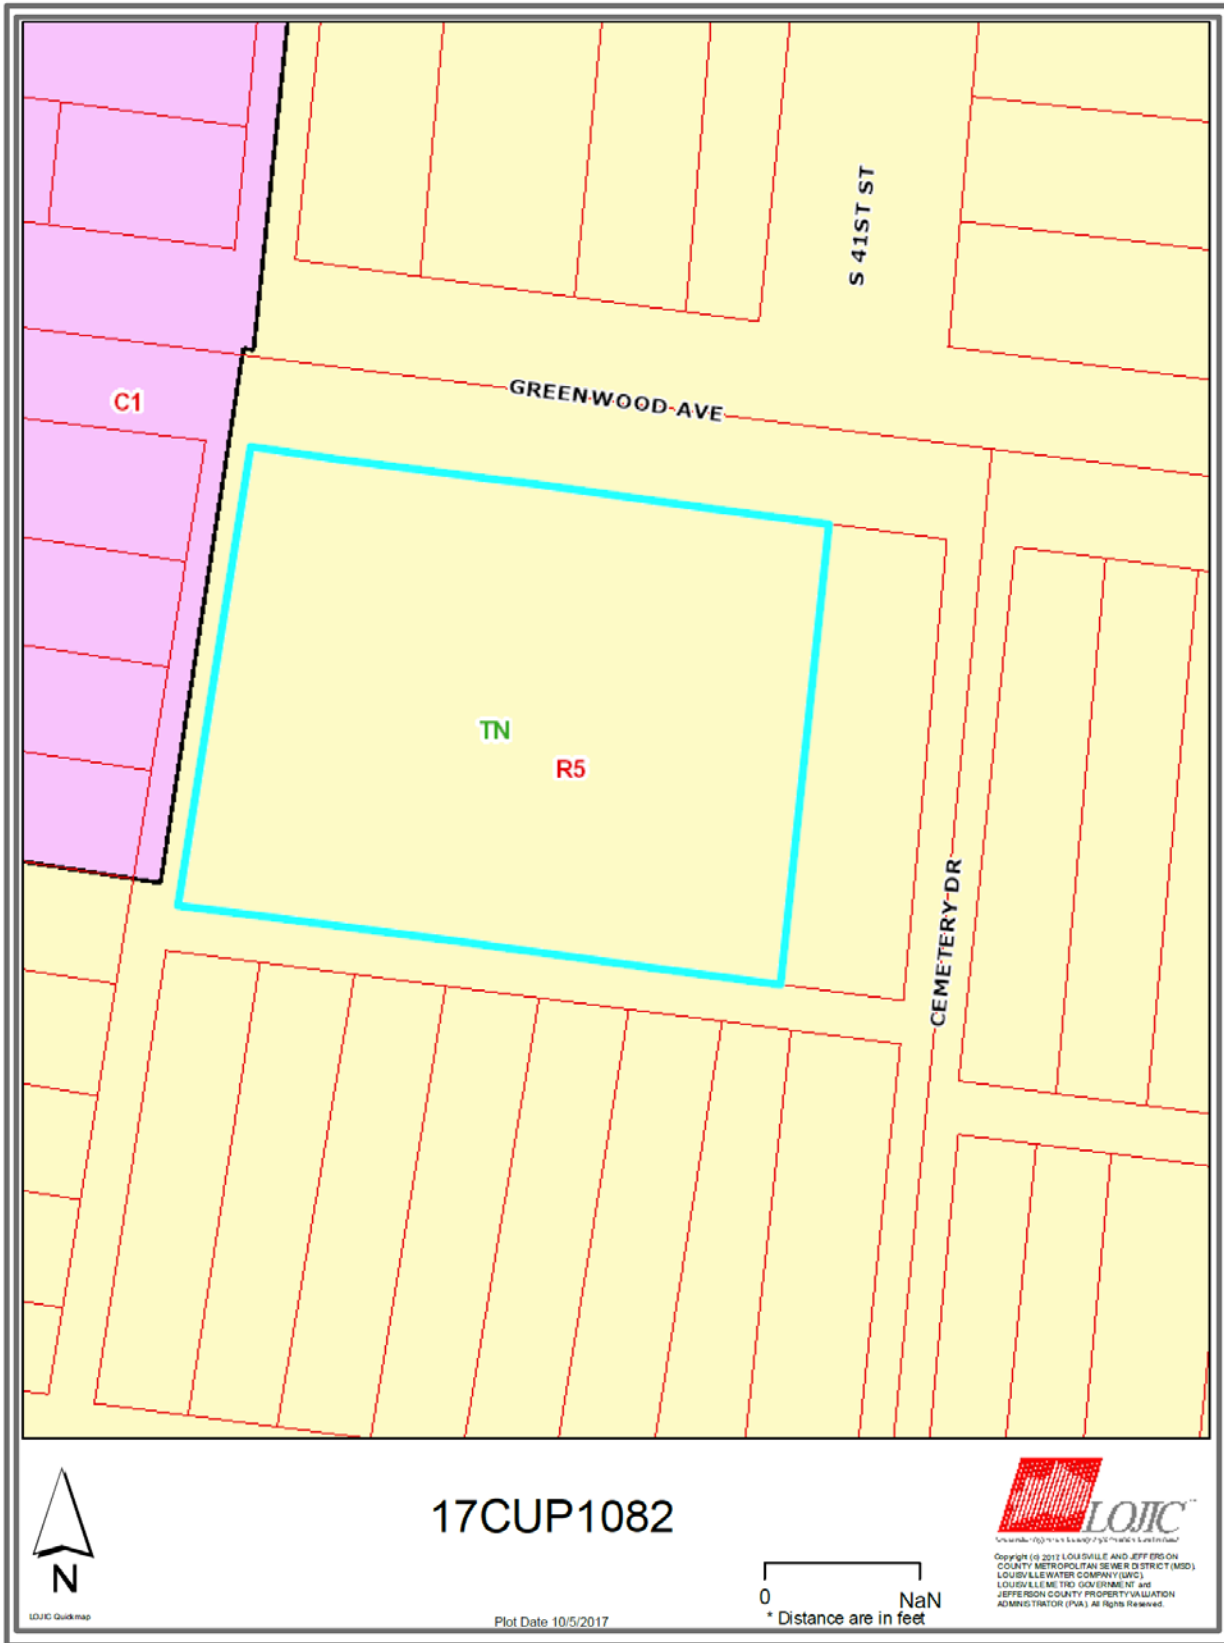 S 41ST ST
GREENWOOD AVE
C1
TN
R5
CEMETERY DR
N
17CUP1082
0
NaN
* Distance are in feet
LOJIC Quickmap
Plot Date 10/5/2017
LOJIC
Copyright (c) 2017 LOUISVILLE AND JEFFERSON
COUNTY METROPOLITAN SEWER DISTRICT (MSD),
LOUISVILLE WATER COMPANY (LWC),
LOUISVILLE METRO GOVERNMENT and
JEFFERSON COUNTY PROPERTY VALUATION
ADMINISTRATOR (PVA). All Rights Reserved.